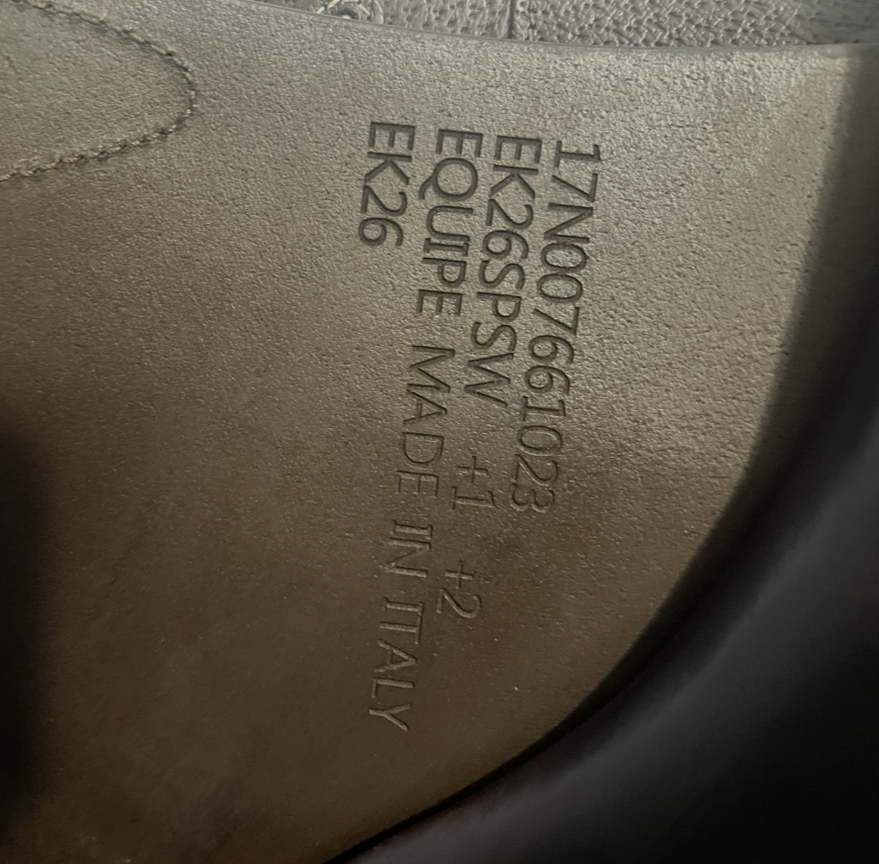 17N007661023
EK26SPSW +1 +2
EQUIPE MADE IN ITALY
EK26